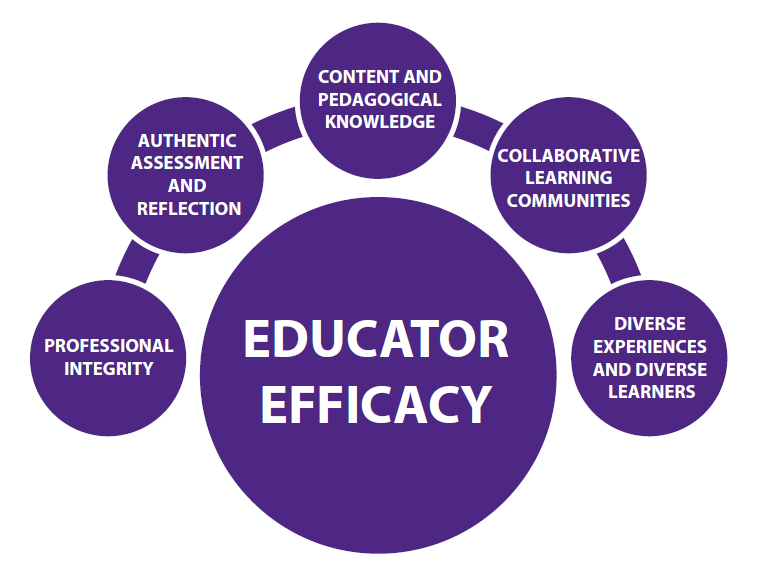 CONTENT AND
PEDAGOGICAL
KNOWLEDGE
AUTHENTIC
ASSESSMENT
AND
REFLECTION
COLLABORATIVE
LEARNING
COMMUNITIES
PROFESSIONAL
INTEGRITY
EDUCATOR
EFFICACY
DIVERSE
EXPERIENCES
AND DIVERSE
LEARNERS